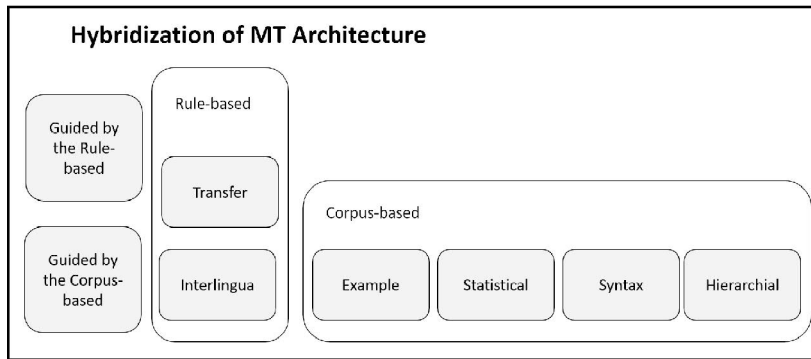 Hybridization of MT Architecture
Guided by
the Rule-
based
Guided by
the Corpus-
based
Rule-based
Transfer
Interlingua
Corpus-based
Example
Statistical
Syntax
Hierarchial